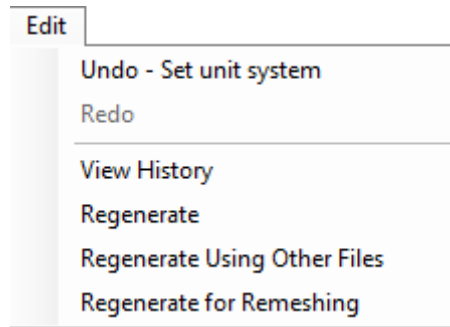 Edit
Undo - Set unit system
Redo
View History
Regenerate
Regenerate Using Other Files
Regenerate for Remeshing